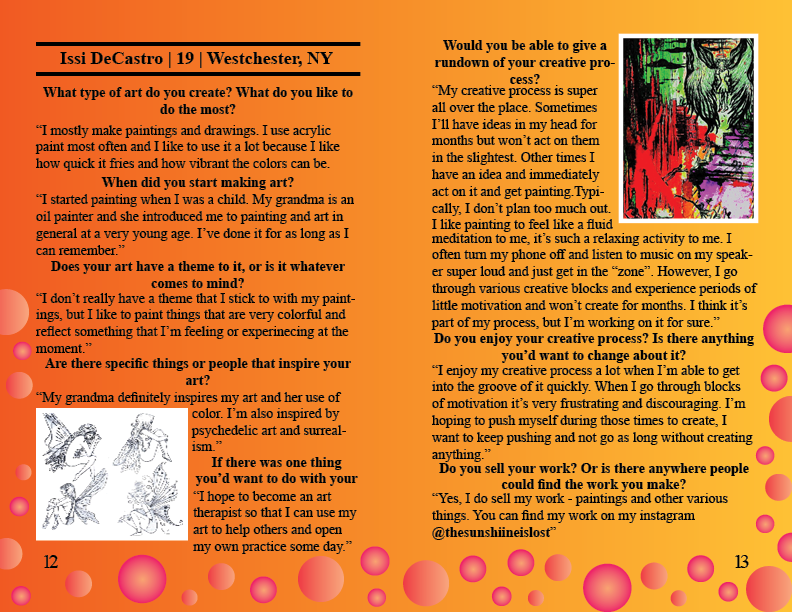 Issi DeCastro | 19 | Westchester, NY
What type of art do you create? What do you like to
do the most?
“I mostly make paintings and drawings. I use acrylic
paint most often and I like to use it a lot because I like
how quick it fries and how vibrant the colors can be.
When did you start making art?
“I started painting when I was a child. My grandma is an
oil painter and she introduced me to painting and art in
general at a very young age. I’ve done it for as long as I
can remember.”
Does your art have a theme to it, or is it whatever
comes to mind?
“I don’t really have a theme that I stick to with my paint-
ings, but I like to paint things that are very colorful and
reflect something that I’m feeling or experinecing at the
moment.”
Are there specific things or people that inspire your
art?
“My grandma definitely inspires my art and her use of
color. I’m also inspired by
psychedelic art and surreal-
ism.”
If there was one thing
you’d want to do with your
“I hope to become an art
therapist so that I can use my
art to help others and open
my own practice some day.”
12
Would you be able to give a
rundown of your creative pro-
cess?
“My creative process is super
all over the place. Sometimes
I’ll have ideas in my head for
months but won’t act on them
in the slightest. Other times I
have an idea and immediately
act on it and get painting.Typi-
cally, I don’t plan too much out.
I like painting to feel like a fluid
meditation to me, it’s such a relaxing activity to me. I
often turn my phone off and listen to music on my speak-
er super loud and just get in the “zone”. However, I go
through various creative blocks and experience periods of
little motivation and won’t create for months. I think it’s
part of my process, but I’m working on it for sure.”
Do you enjoy your creative process? Is there anything
you’d want to change about it?
“I enjoy my creative process a lot when I’m able to get
into the groove of it quickly. When I go through blocks
of motivation it’s very frustrating and discouraging. I’m
hoping to push myself during those times to create, I
want to keep pushing and not go as long without creating
anything.”
Do you sell your work? Or is there anywhere people
could find the work you make?
“Yes, I do sell my work - paintings and other various
things. You can find my work on my instagram
@thesunshiineislost”
13